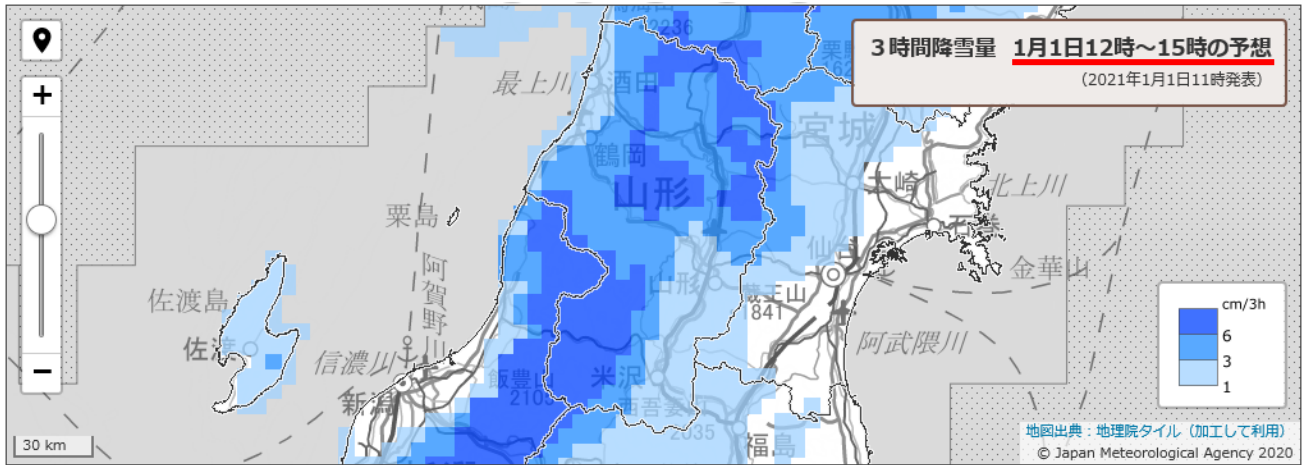 3時間降雪量 1月1日12時～15時の予想
(2021年1月1日11時発表)
2236
最上川
酒田
宮城
鶴岡
大崎
北上川
山形
粟島
石巻
仙台
金華山
佐渡島
阿賀野川
山形
蔵王山
1841
佐渡
信濃川
阿武隈川
新潟
飯豊山
2105
米沢
西吾妻山
2035
福島
cm/3h
6
3
1
+
−
30 km
地図出典：地理院タイル（加工して利用）
© Japan Meteorological Agency 2020